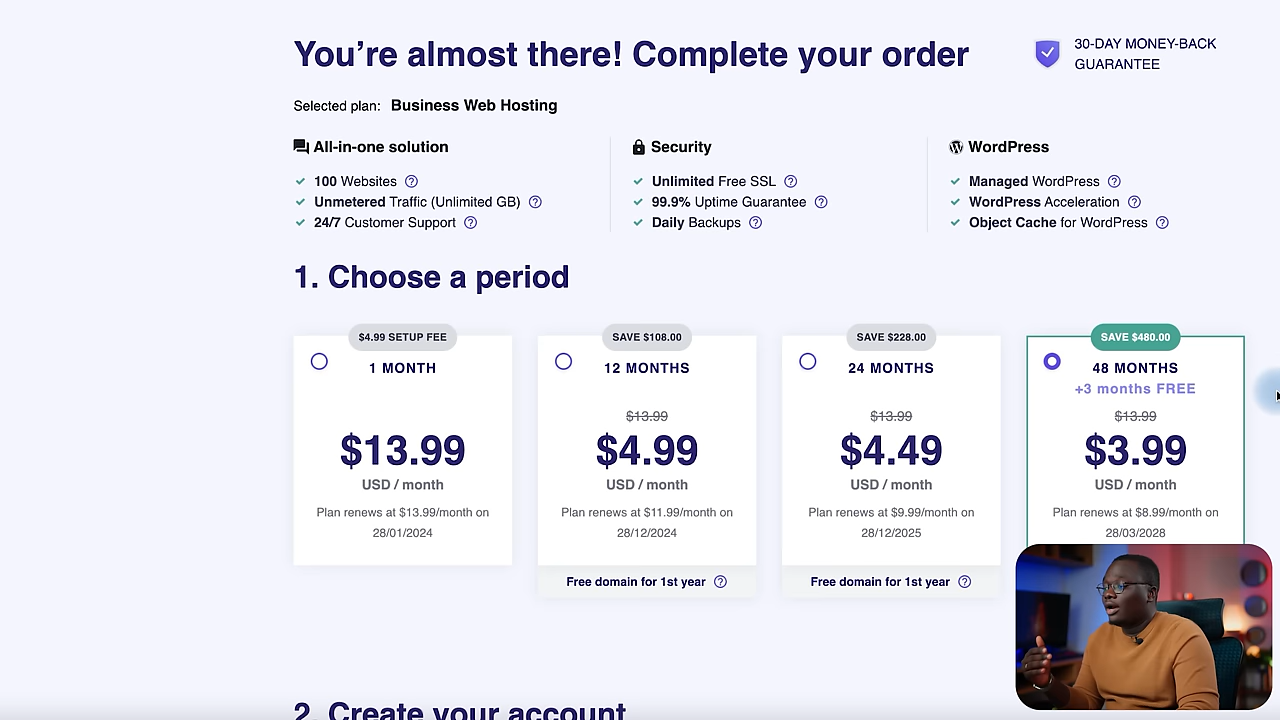 You’re almost there! Complete your order
30-DAY MONEY-BACK
GUARANTEE
Selected plan: Business Web Hosting
All-in-one solution
100 Websites
Unmetered Traffic (Unlimited GB)
24/7 Customer Support
Security
Unlimited Free SSL
99.9% Uptime Guarantee
Daily Backups
WordPress
Managed WordPress
WordPress Acceleration
Object Cache for WordPress
1. Choose a period
$4.99 SETUP FEE
1 MONTH
$13.99
USD / month
Plan renews at $13.99/month on
28/01/2024
SAVE $108.00
12 MONTHS
$13.99
$4.99
USD / month
Plan renews at $11.99/month on
28/12/2024
Free domain for 1st year
SAVE $228.00
24 MONTHS
$13.99
$4.49
USD / month
Plan renews at $9.99/month on
28/12/2025
Free domain for 1st year
SAVE $480.00
48 MONTHS
+3 months FREE
$13.99
$3.99
USD / month
Plan renews at $8.99/month on
28/03/2028
2. Create your account